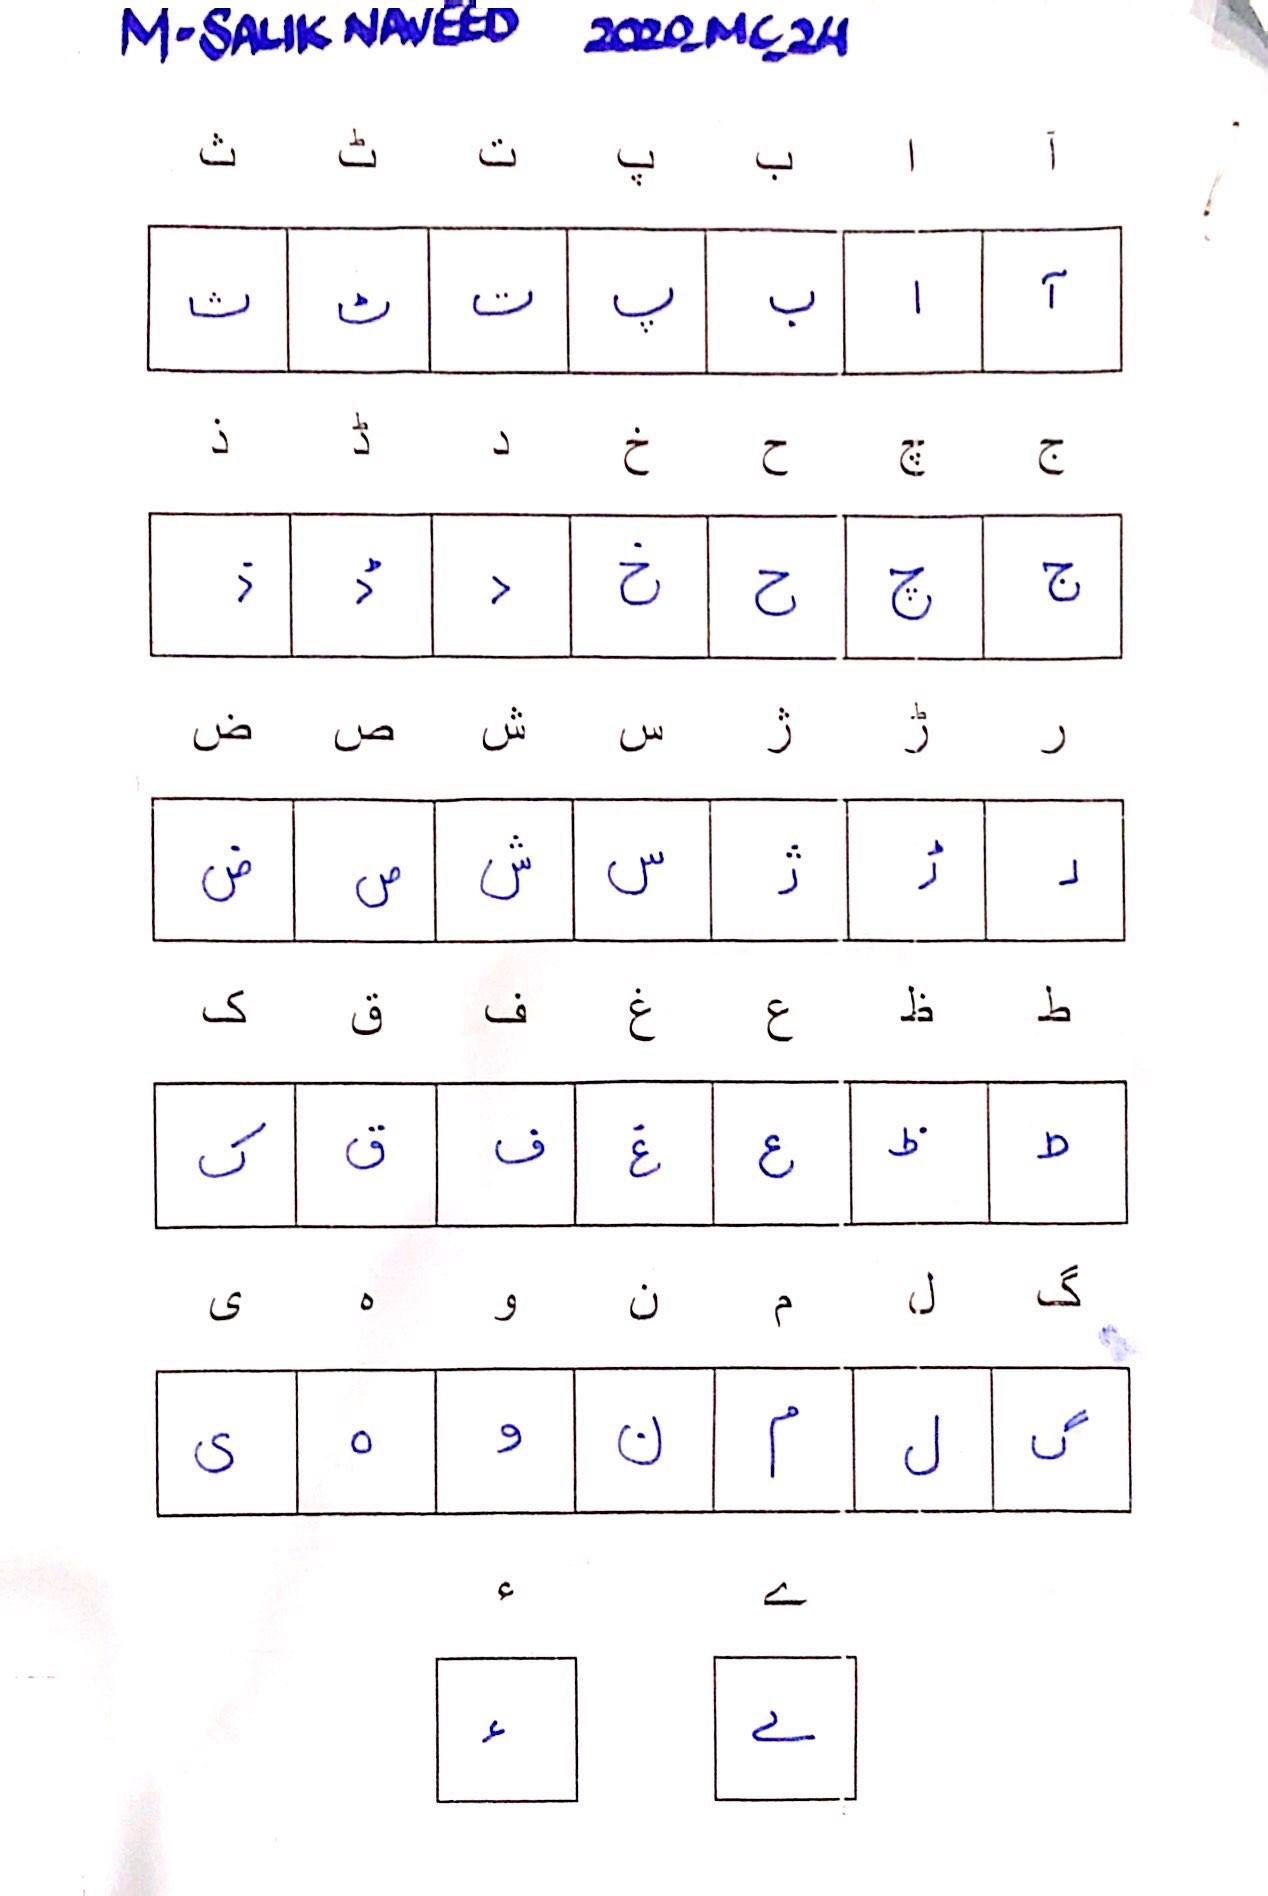 M-SALIK NAVEED 2020_MC_24
آ ا ب پ ت ٹ ث
آ ا ب پ ت ٹ ث
ج چ ح خ د ڈ ذ
ج چ ح خ د ڈ ذ
ر ڑ ژ س ش ص ض
ر ڑ ژ س ش ص ض
ط ظ ع غ ف ق ک
ط ظ ع غ ف ق ک
گ ل م ن و ہ ی
گ ل م ن و ہ ی
ے ء
ے ء